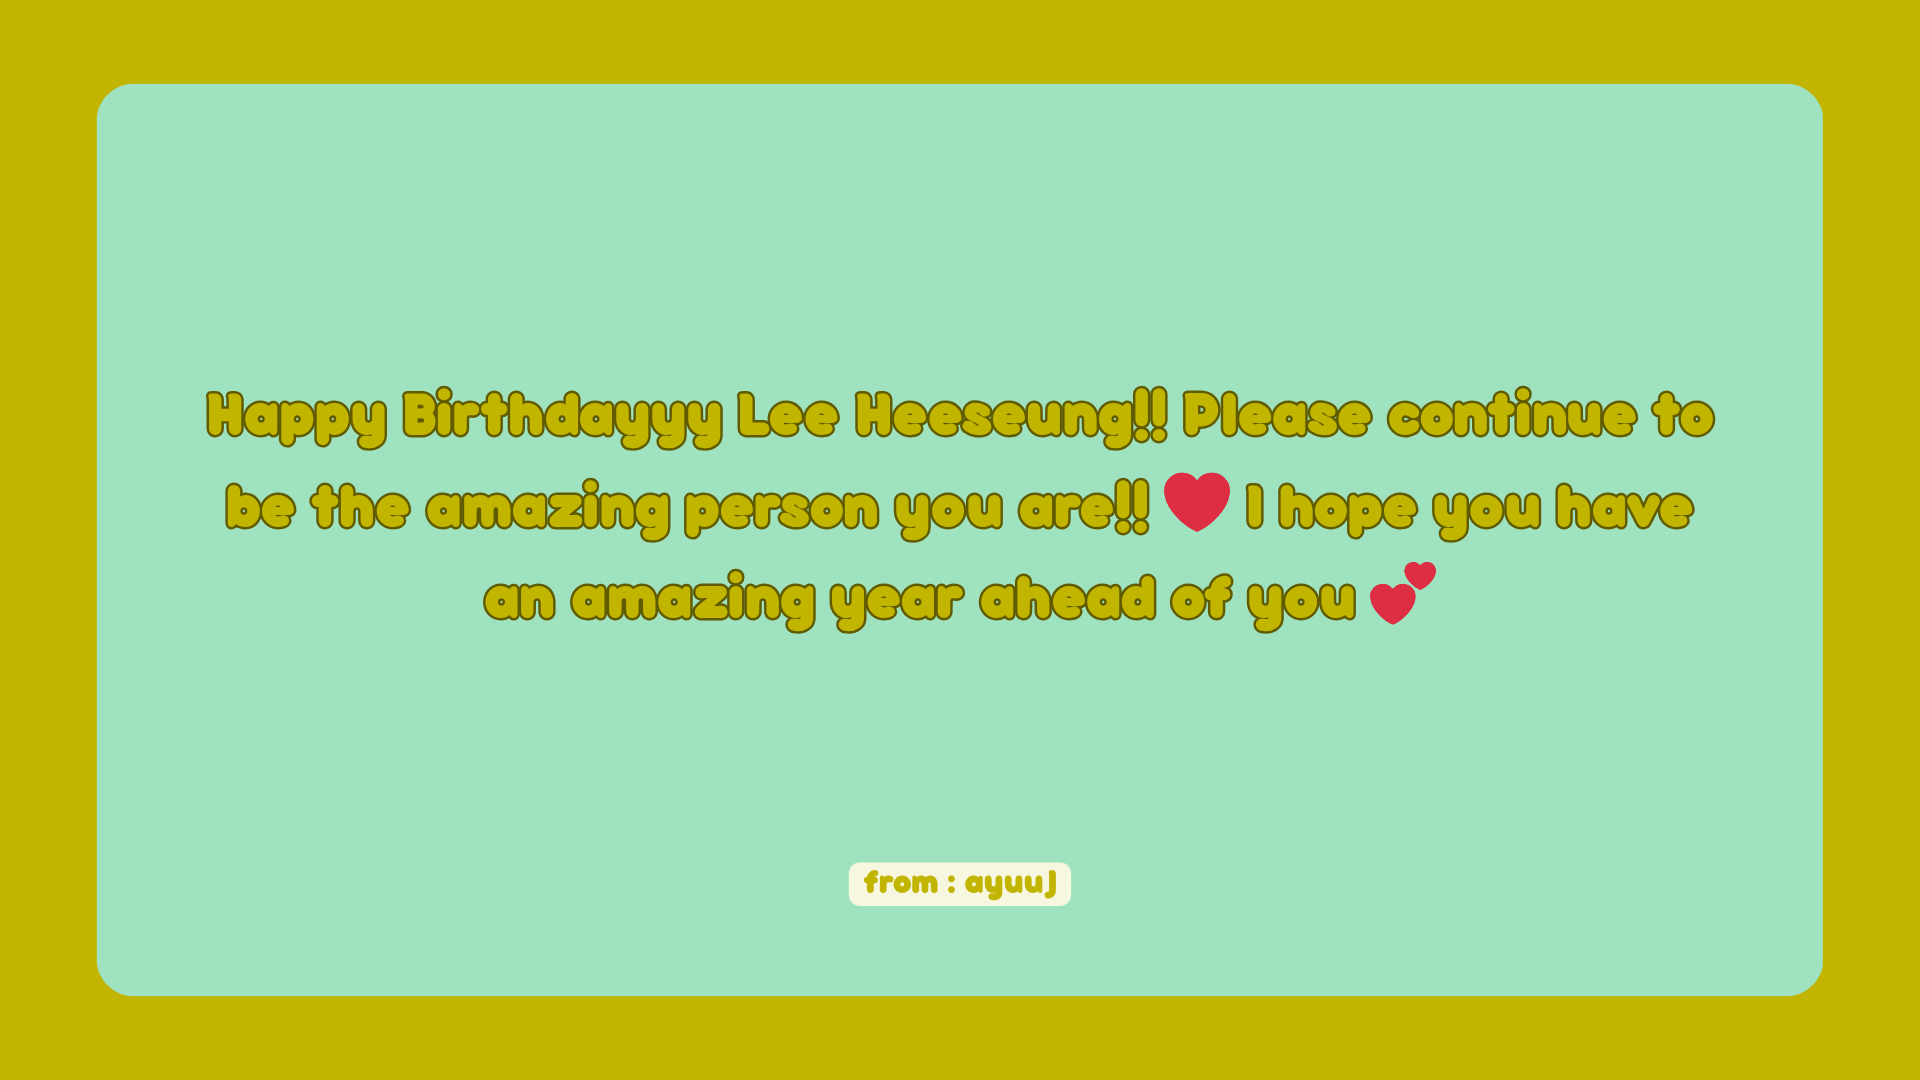 Happy Birthdayyy Lee Heeseung!! Please continue to
be the amazing person you are!! ❤️ I hope you have
an amazing year ahead of you 💕
from : ayuuJ